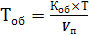 Tоб = Kоб × T / Vп